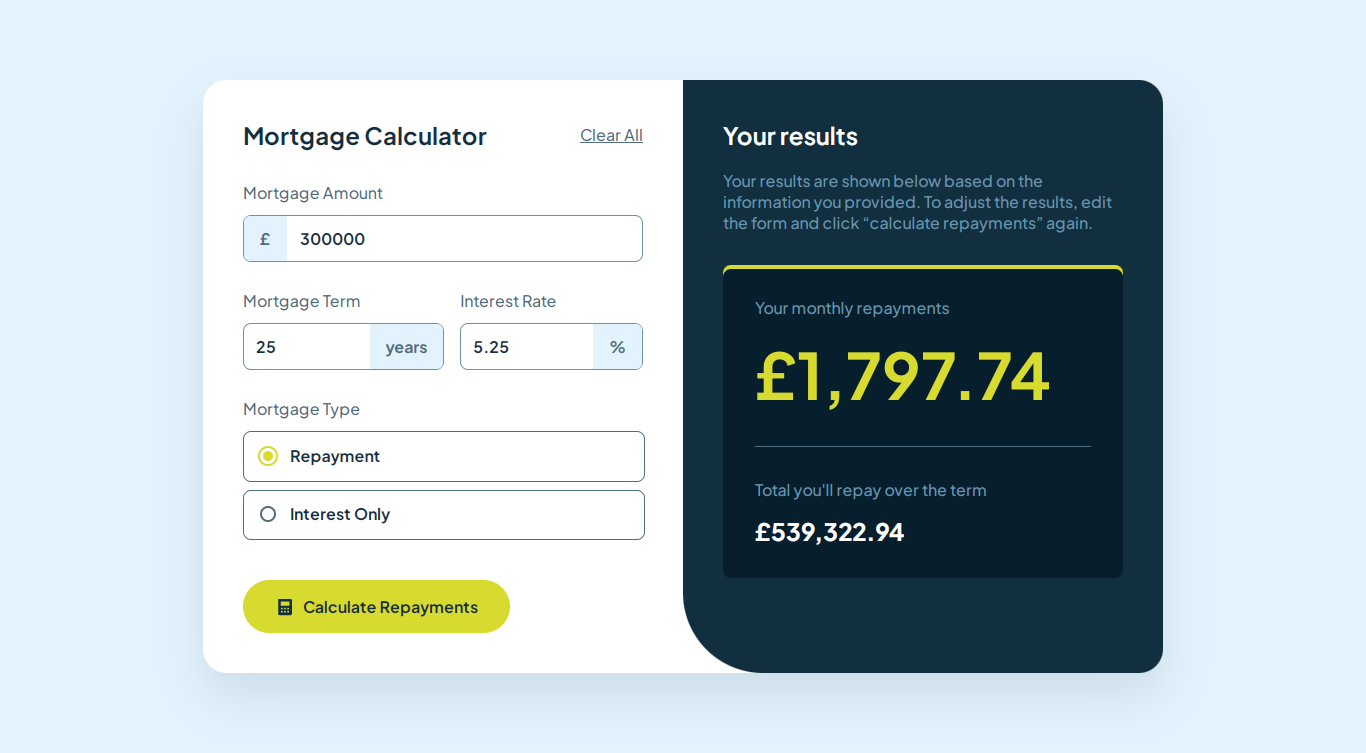 Mortgage Calculator
Clear All
Mortgage Amount
£ 300000
Mortgage Term
25 years
Interest Rate
5.25 %
Mortgage Type
Repayment
Interest Only
Calculate Repayments
Your results
Your results are shown below based on the
information you provided. To adjust the results, edit
the form and click “calculate repayments” again.
Your monthly repayments
£1,797.74
Total you'll repay over the term
£539,322.94